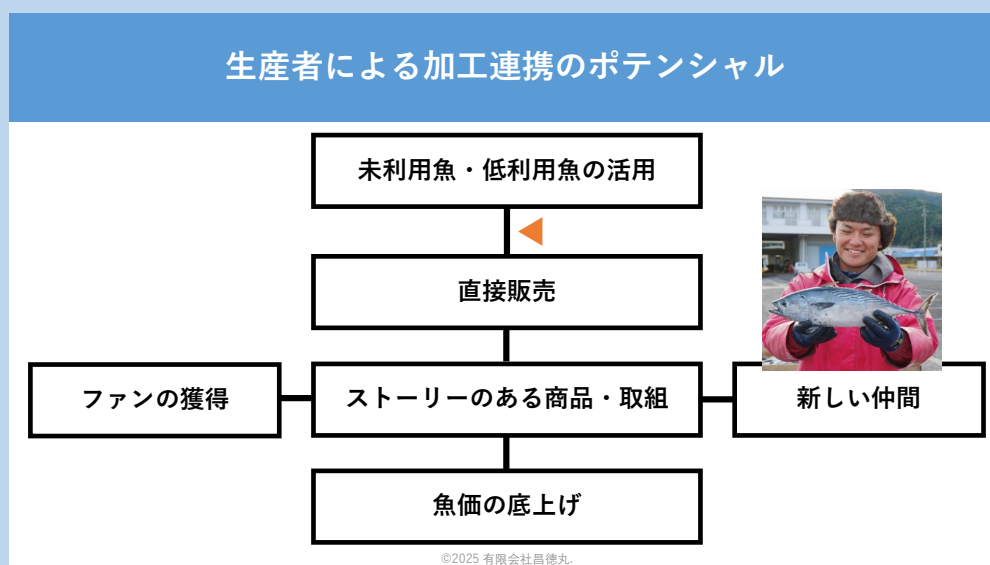 生産者による加工連携のポテンシャル
未利用魚・低利用魚の活用
直接販売
ファンの獲得
ストーリーのある商品・取組
新しい仲間
魚価の底上げ
©2025 有限会社昌徳丸.